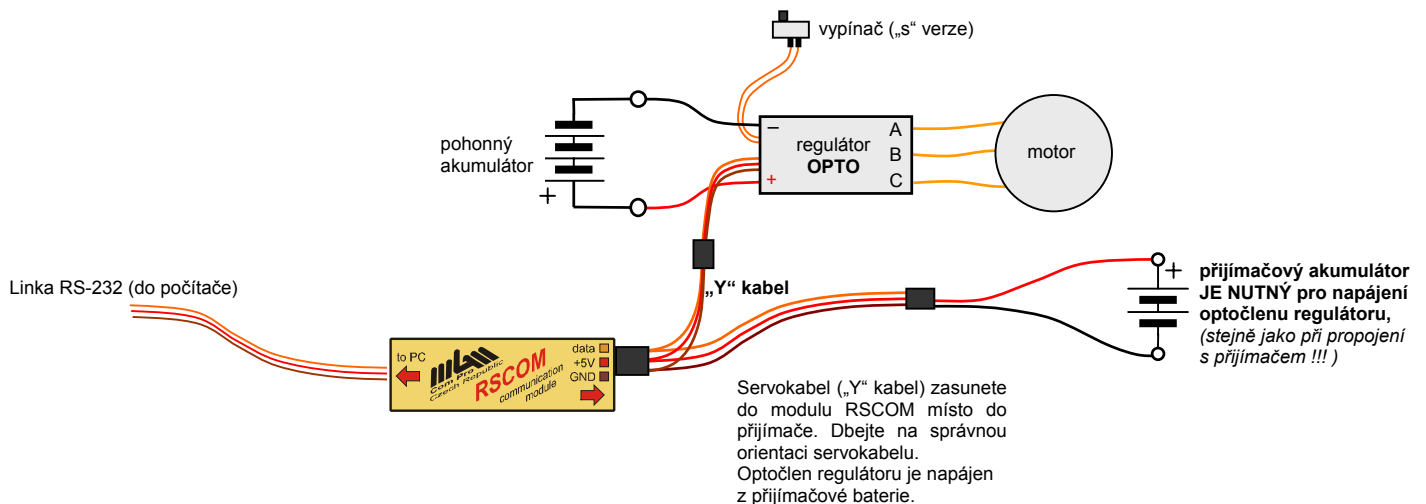 vypínač („s“ verze)
pohonný
akumulátor
+
−
+
regulátor
OPTO
A
B
C
motor
Linka RS-232 (do počítače)
„Y“ kabel
+
přijímačový akumulátor
JE NUTNÝ pro napájení
optočlenu regulátoru,
(stejně jako při propojení
s přijímačem !!! )
to PC
mgm
Com Pro
Czech Republic
RSCOM
communication
module
data
+5V
GND
Servokabel („Y“ kabel) zasunete
do modulu RSCOM místo do
přijímače. Dbejte na správnou
orientaci servokabelu.
Optočlen regulátoru je napájen
z přijímačové baterie.